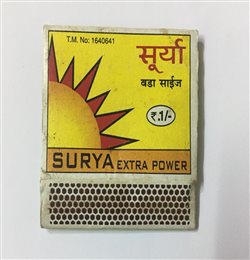 T.M. No: 1640641
सूर्या
बडा साईज
₹.1/-
SURYA EXTRA POWER